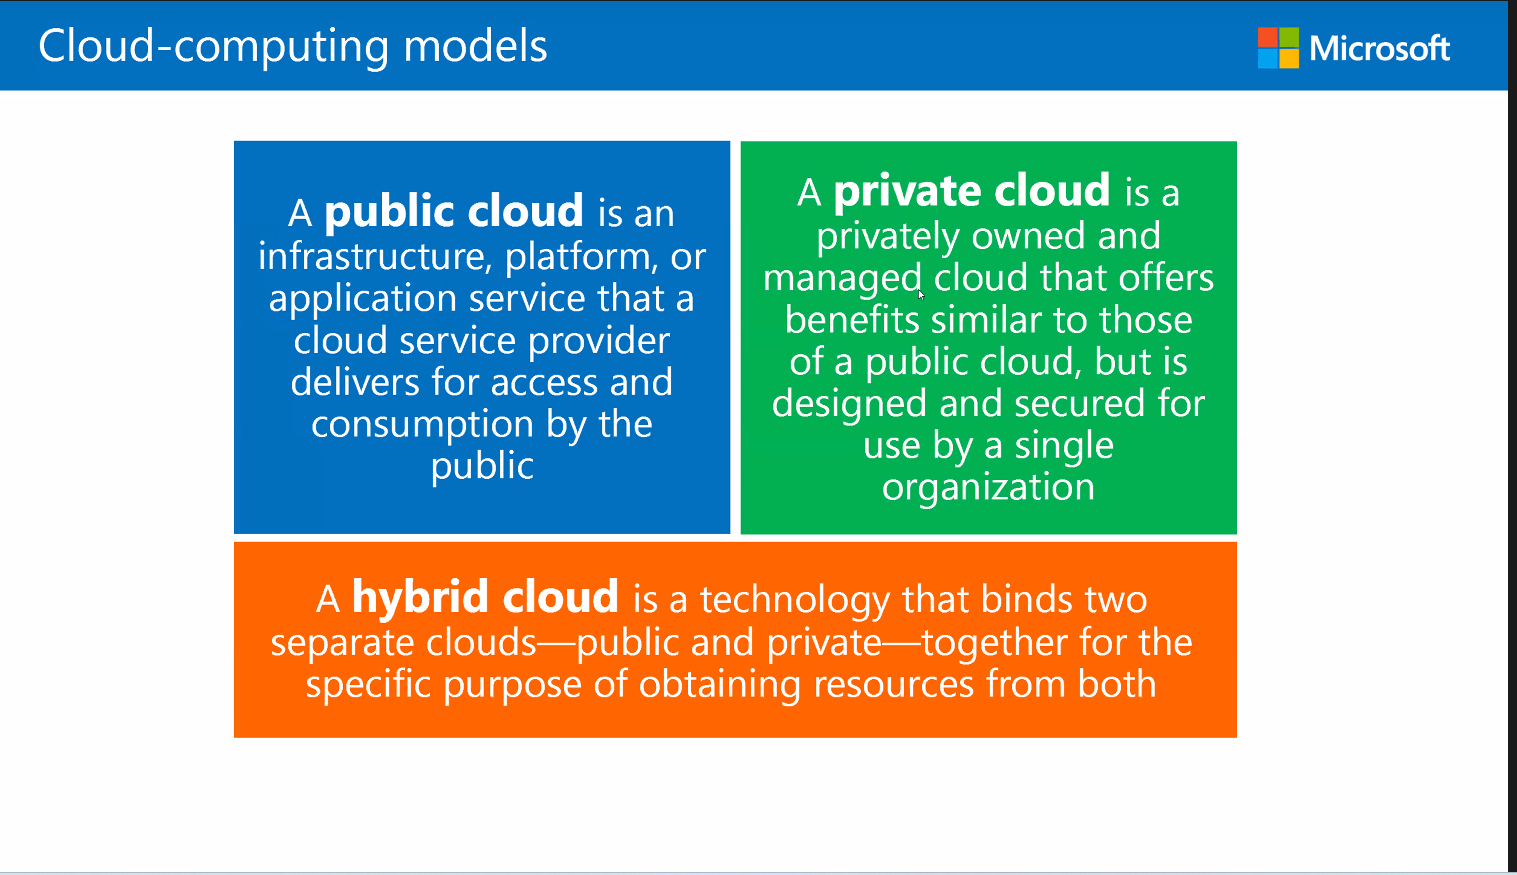 Cloud-computing models
Microsoft
A public cloud is an
infrastructure, platform, or
application service that a
cloud service provider
delivers for access and
consumption by the
public
A private cloud is a
privately owned and
managed cloud that offers
benefits similar to those
of a public cloud, but is
designed and secured for
use by a single
organization
A hybrid cloud is a technology that binds two
separate clouds—public and private—together for the
specific purpose of obtaining resources from both